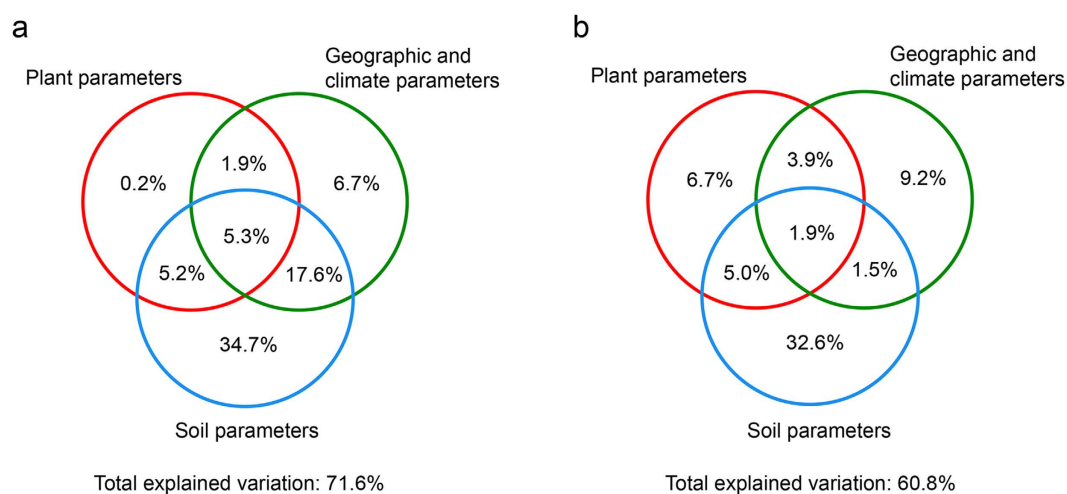 a
Plant parameters
Geographic and
climate parameters
0.2%
1.9%
6.7%
5.3%
5.2%
17.6%
34.7%
Soil parameters
Total explained variation: 71.6%
b
Plant parameters
Geographic and
climate parameters
6.7%
3.9%
9.2%
1.9%
5.0%
1.5%
32.6%
Soil parameters
Total explained variation: 60.8%